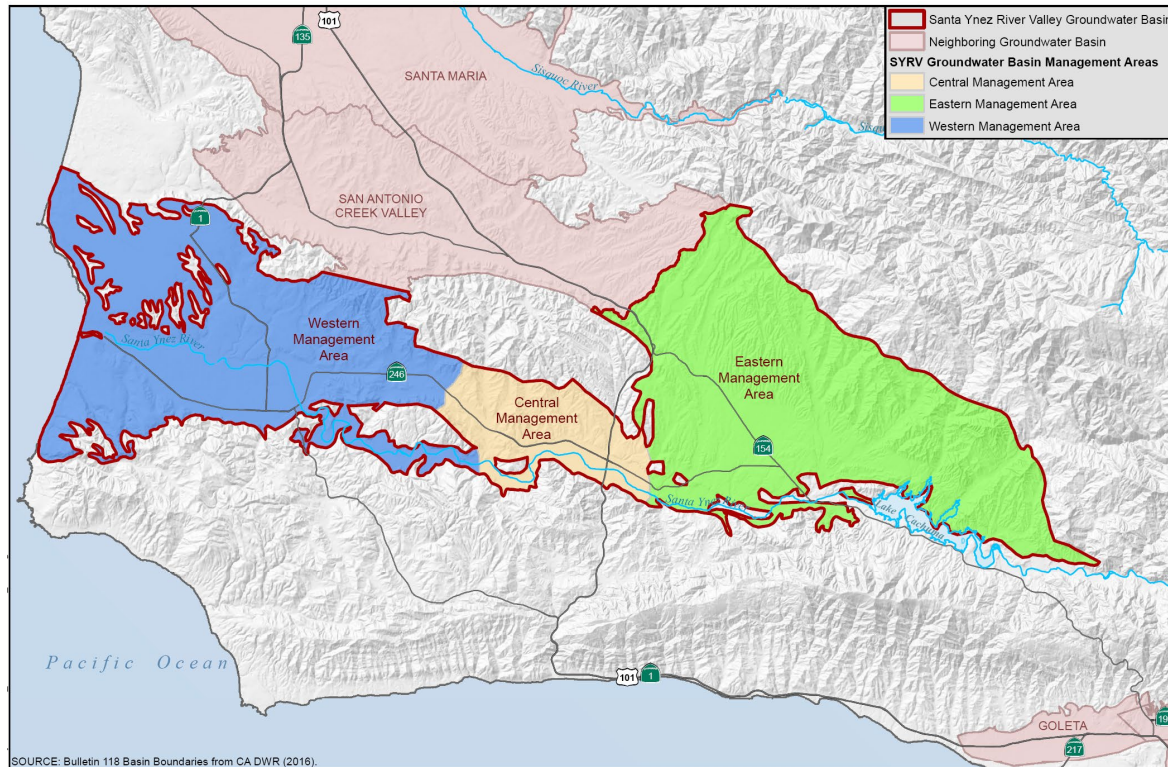 101
135
SANTA MARIA
Sisquoc River
Santa Ynez River Valley Groundwater Basin
Neighboring Groundwater Basin
SYRV Groundwater Basin Management Areas
Central Management Area
Eastern Management Area
Western Management Area
SAN ANTONIO
CREEK VALLEY
1
Western
Management
Area
Santa Ynez River
246
Eastern
Management
Area
Central
Management
Area
154
Santa Ynez River
Lake Cachuma
Pacific Ocean
101
1
GOLETA
217
SOURCE: Bulletin 118 Basin Boundaries from CA DWR (2016).